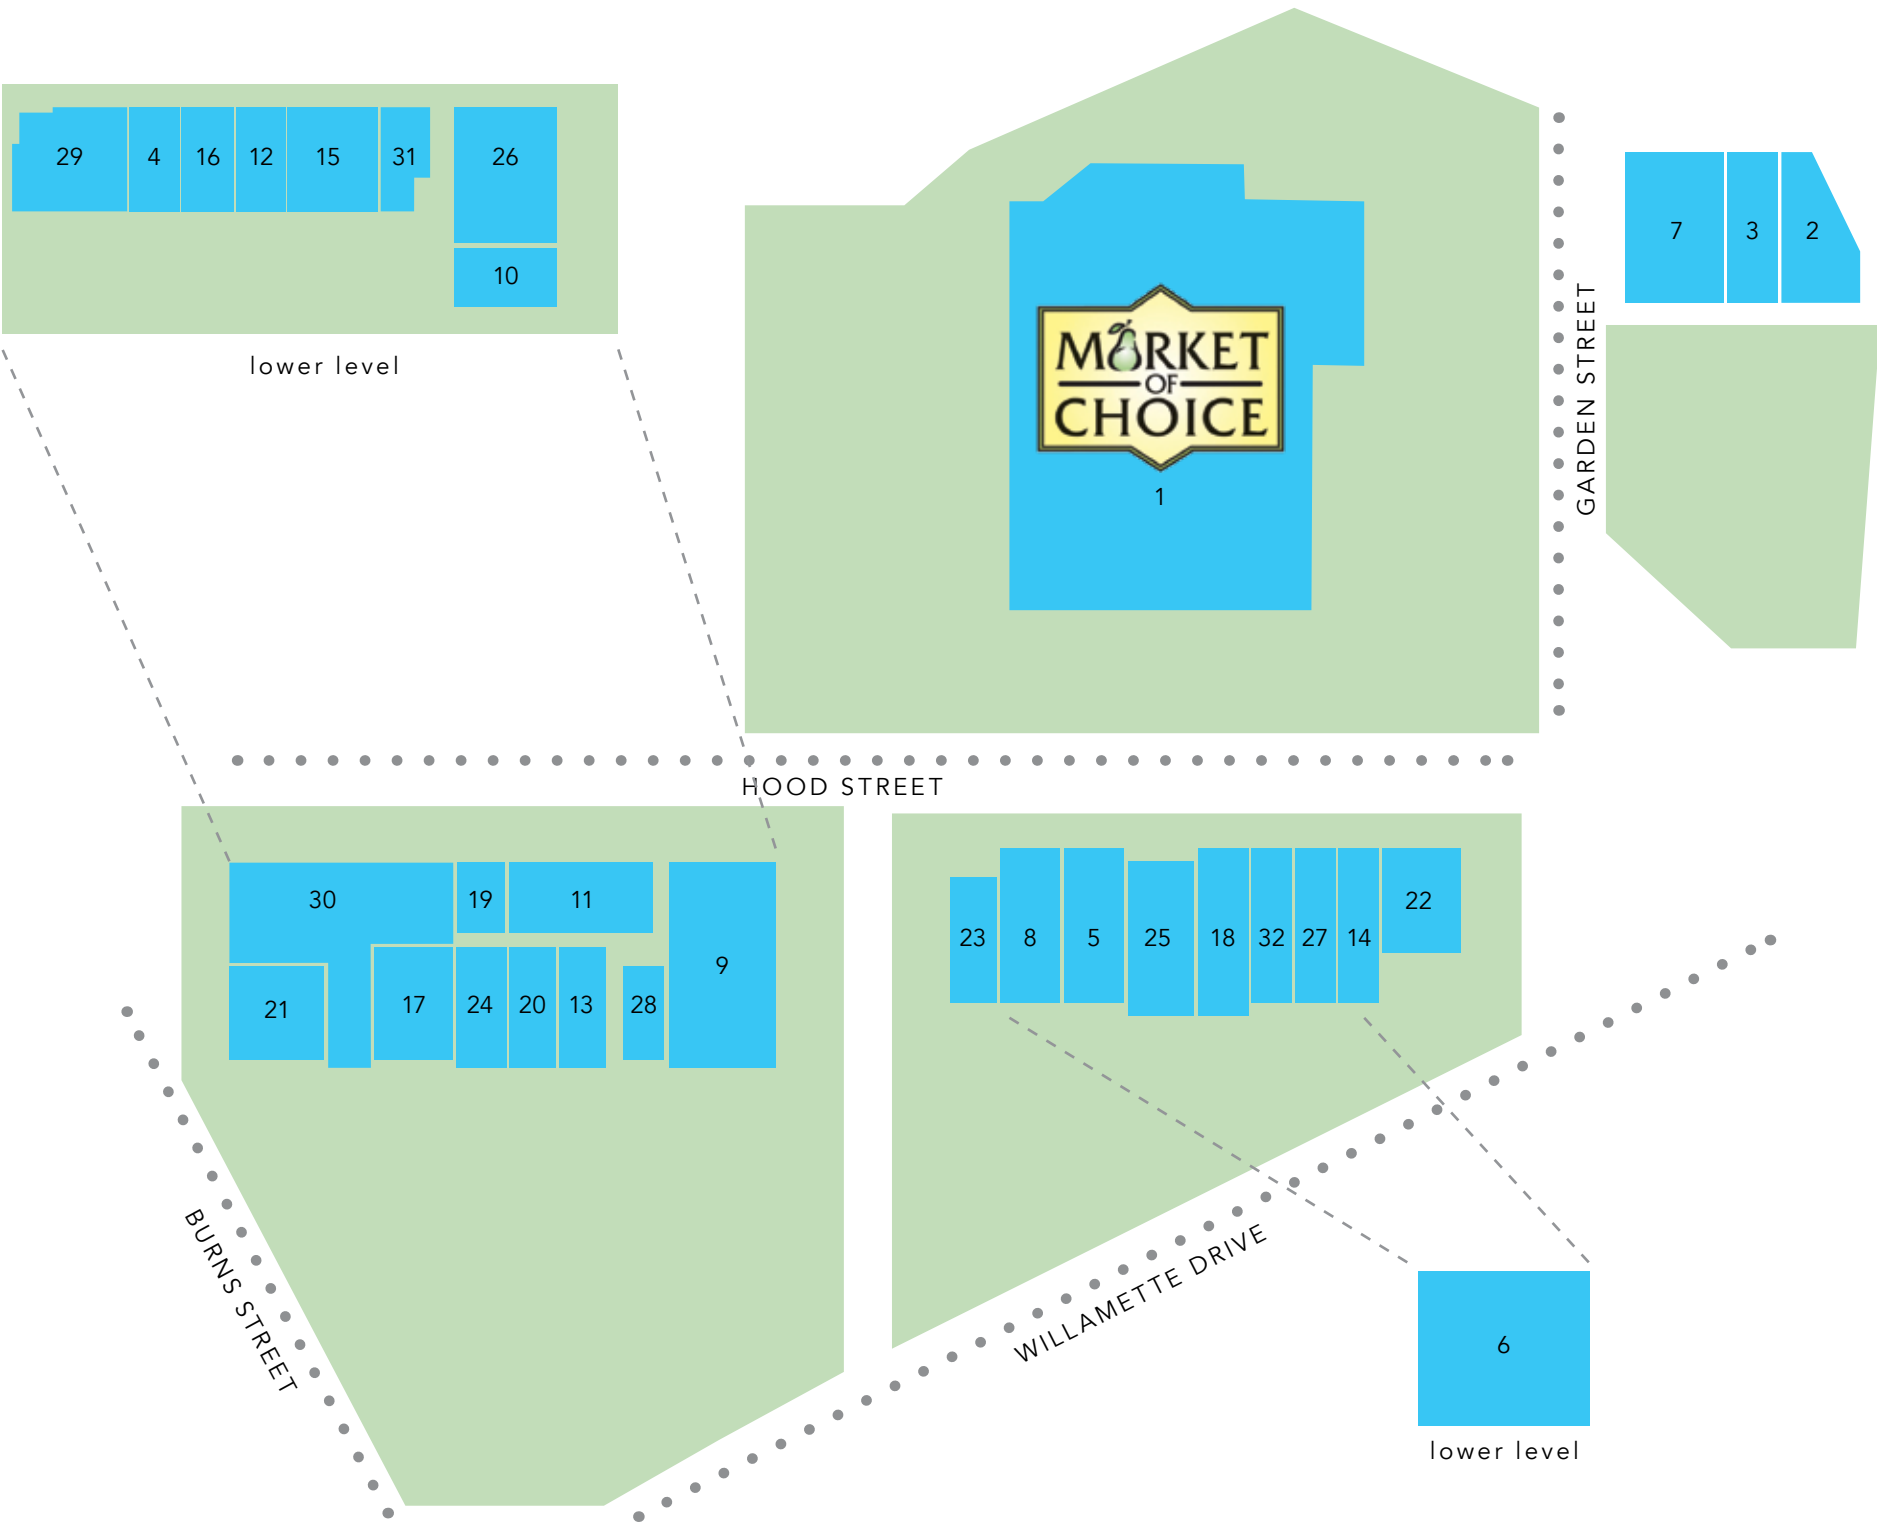 29 4 16 12 15 31 26
10
lower level
7 3 2
MARKET
OF
CHOICE
1
GARDEN STREET
HOOD STREET
30 19 11
9
21 17 24 20 13 28
22
23 8 5 25 18 32 27 14
BURNS STREET
WILLAMETTE DRIVE
6
lower level